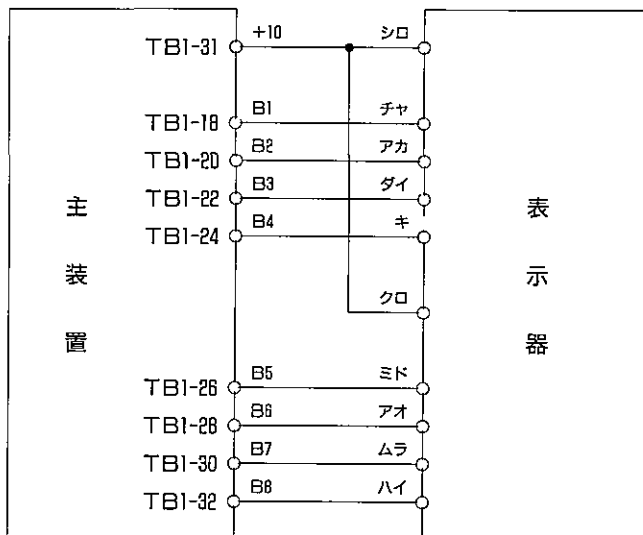 TB1-31 +10 シロ
TB1-18 B1 チャ
TB1-20 B2 アカ
TB1-22 B3 ダイ
TB1-24 B4 キ
クロ
TB1-26 B5 ミド
TB1-28 B6 アオ
TB1-30 B7 ムラ
TB1-32 B8 ハイ
主装置
表示器